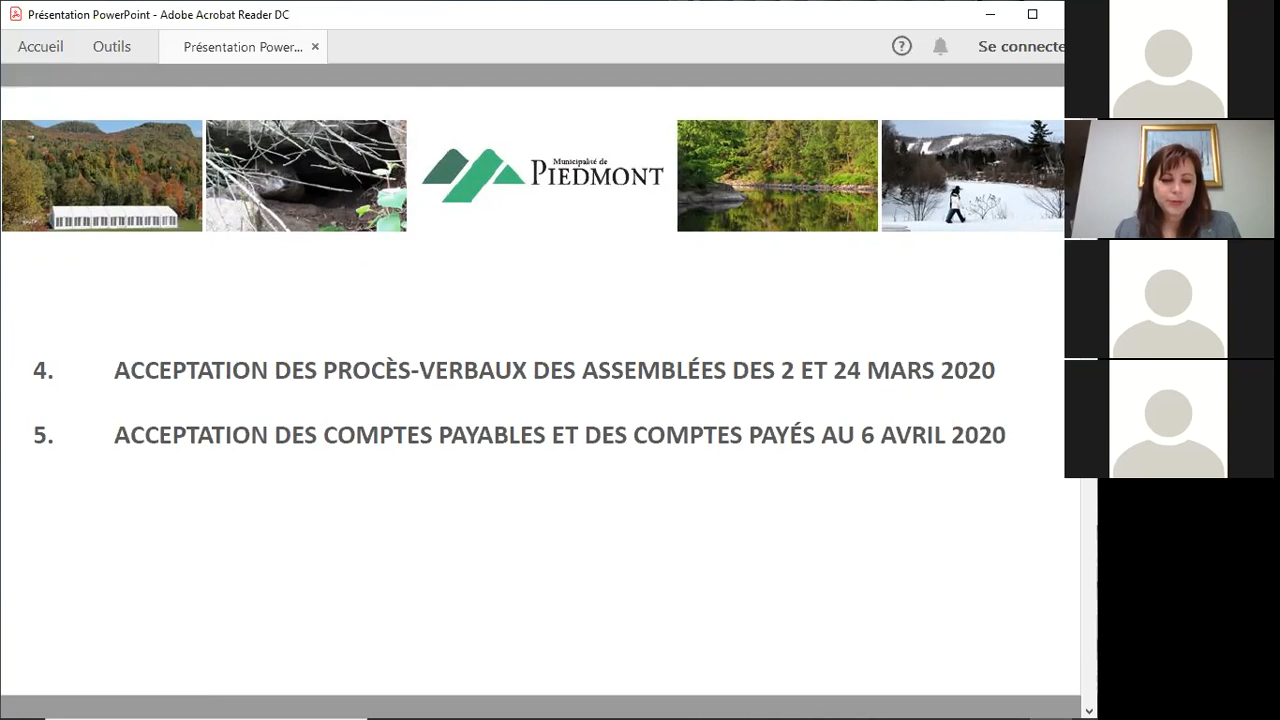 Présentation PowerPoint - Adobe Acrobat Reader DC
Accueil
Outils
Présentation Power...
Se connecte
Municipalité de
PIEDMONT
4. ACCEPTATION DES PROCÈS-VERBAUX DES ASSEMBLÉES DES 2 ET 24 MARS 2020
5. ACCEPTATION DES COMPTES PAYABLES ET DES COMPTES PAYÉS AU 6 AVRIL 2020